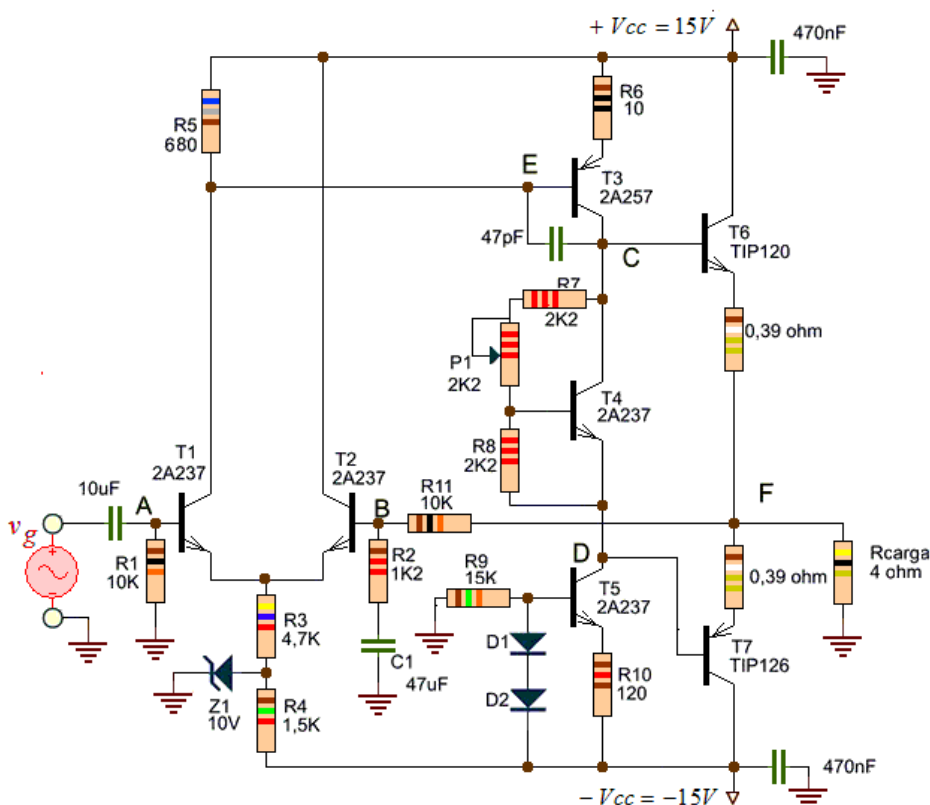 + Vcc = 15V
470nF
R5
680
R6
10
E
T3
2A257
47pF
C
T6
TIP120
R7
2K2
0,39 ohm
P1
2K2
T4
2A237
R8
2K2
T1
2A237
T2
2A237
10uF
A
B
R11
10K
F
vg
R1
10K
R2
1K2
R9
15K
D
T5
2A237
0,39 ohm
Rcarga
4 ohm
R3
4,7K
C1
47uF
D1
T7
TIP126
Z1
10V
R4
1,5K
D2
R10
120
470nF
− Vcc = −15V